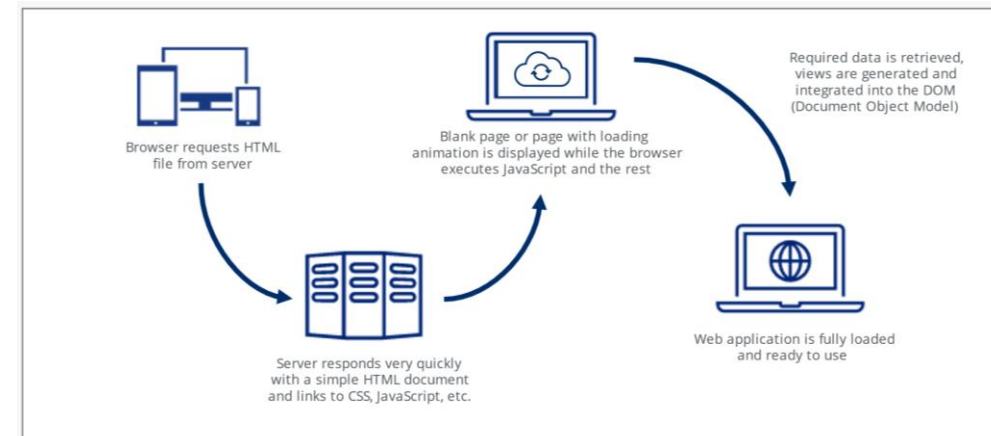 Browser requests HTML
file from server
Server responds very quickly
with a simple HTML document
and links to CSS, JavaScript, etc.
Blank page or page with loading
animation is displayed while the browser
executes JavaScript and the rest
Required data is retrieved,
views are generated and
integrated into the DOM
(Document Object Model)
Web application is fully loaded
and ready to use